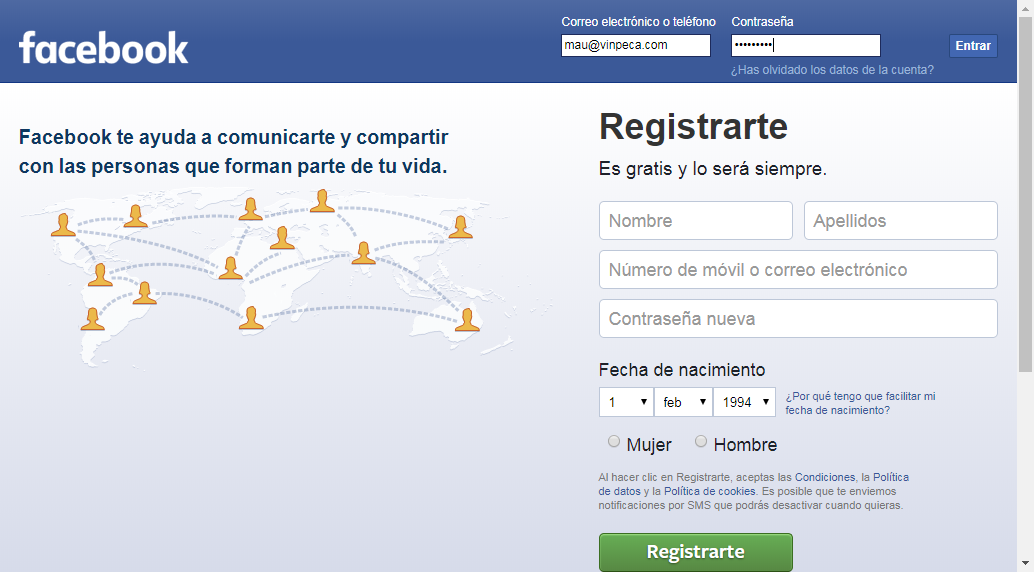 facebook
Correo electrónico o teléfono
Contraseña
mau@vinpeca.com
•••••••••
Entrar
¿Has olvidado los datos de la cuenta?
Facebook te ayuda a comunicarte y compartir
con las personas que forman parte de tu vida.
Registrarte
Es gratis y lo será siempre.
Nombre
Apellidos
Número de móvil o correo electrónico
Contraseña nueva
Fecha de nacimiento
1 feb 1994
¿Por qué tengo que facilitar mi
fecha de nacimiento?
Mujer Hombre
Al hacer clic en Registrarte, aceptas las Condiciones, la Política
de datos y la Política de cookies. Es posible que te enviemos
notificaciones por SMS que podrás desactivar cuando quieras.
Registrarte